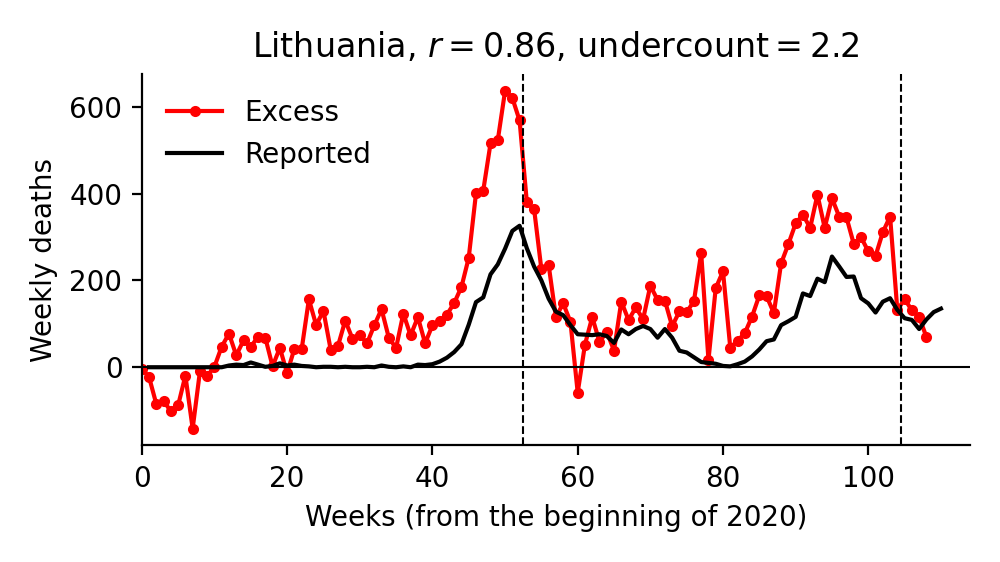 Lithuania, r = 0.86, undercount = 2.2
Excess
Reported
Weekly deaths
600
400
200
0
0 20 40 60 80 100
Weeks (from the beginning of 2020)